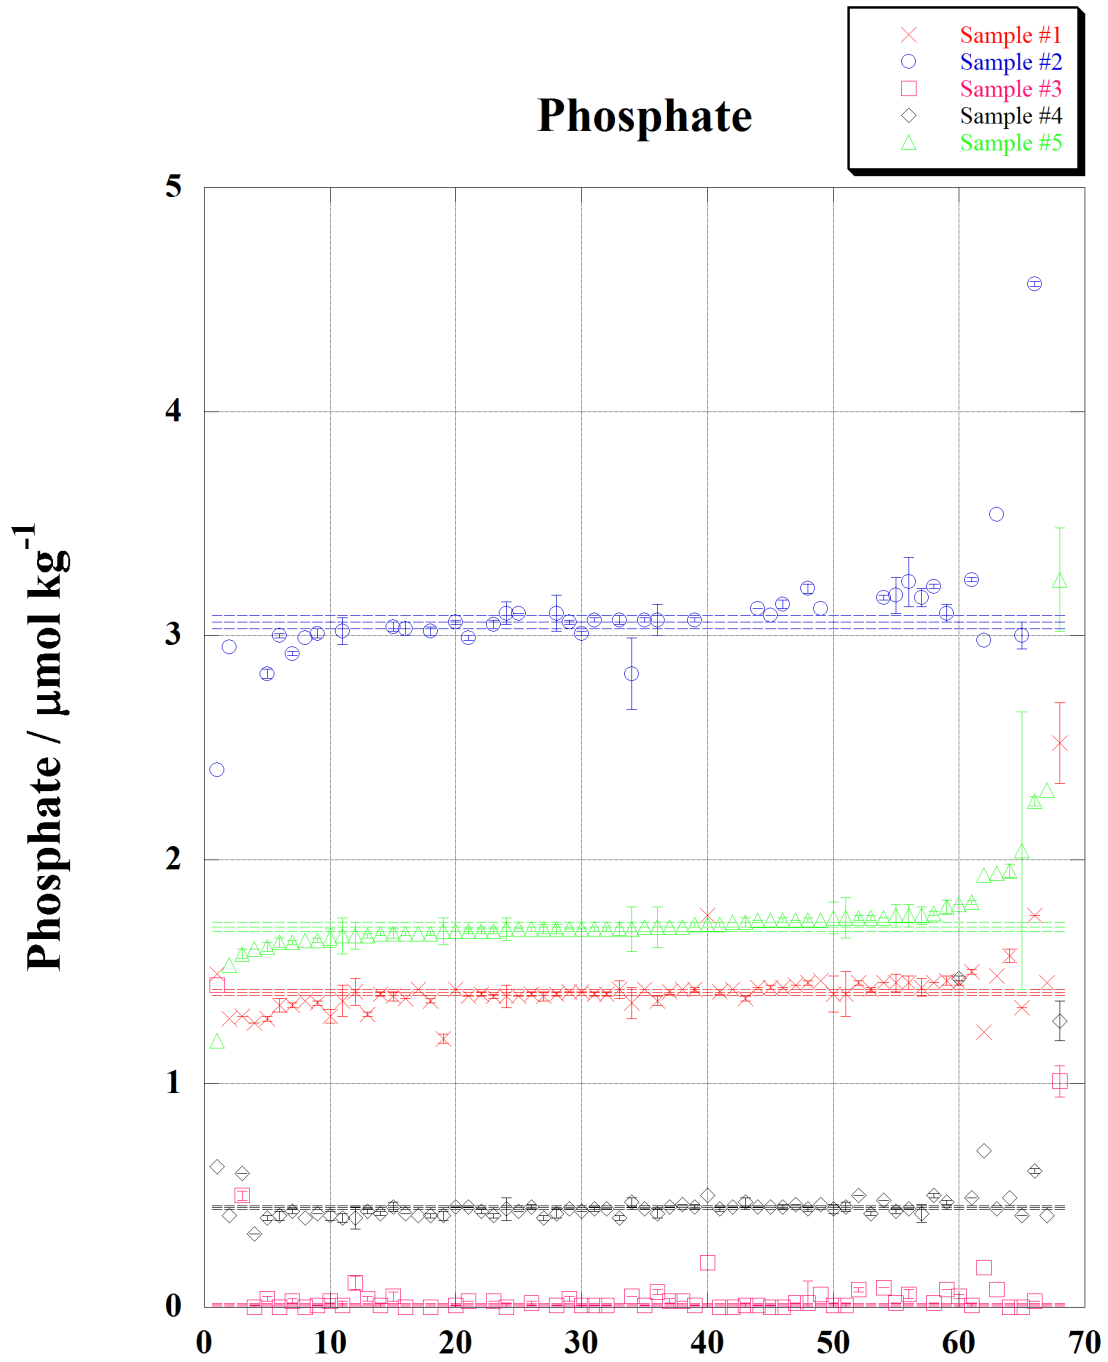 Sample #1
Sample #2
Sample #3
Sample #4
Sample #5
Phosphate
Phosphate / µmol kg⁻¹
5
4
3
2
1
0
0 10 20 30 40 50 60 70